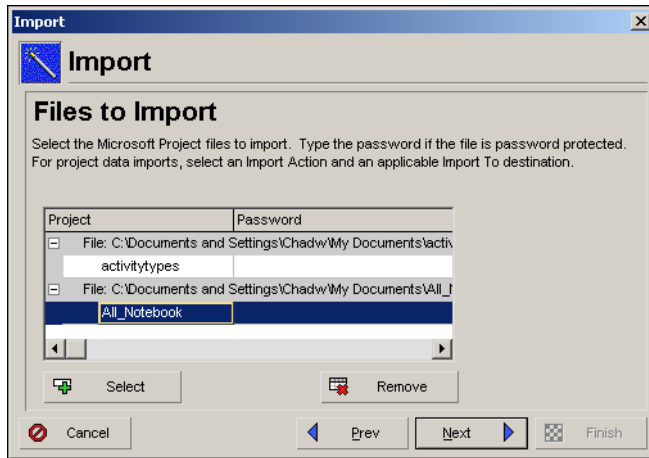 Import
Import
Files to Import
Select the Microsoft Project files to import. Type the password if the file is password protected.
For project data imports, select an Import Action and an applicable Import To destination.
Project Password
File: C:\Documents and Settings\Chadw\My Documents\activ
activitytypes
File: C:\Documents and Settings\Chadw\My Documents\All_N
All_Notebook
Select Remove
Cancel Prev Next Finish